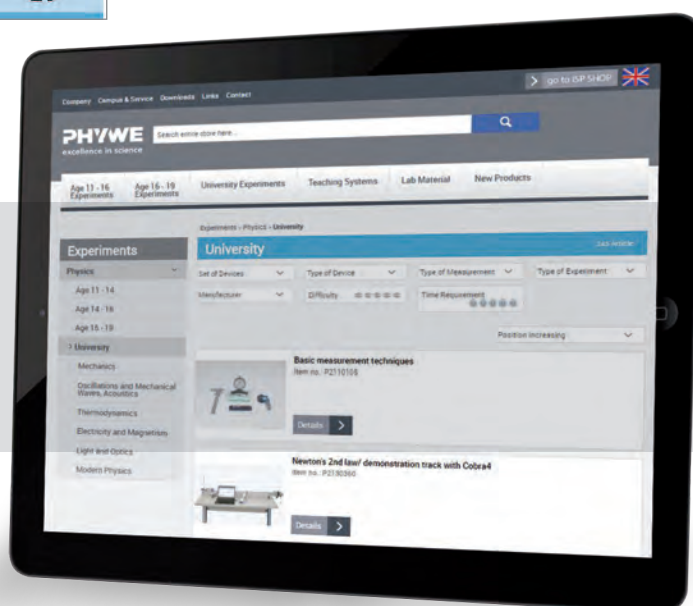 go to ISP SHOP
Company Campus & Service Downloads Links Contact
PHYWE
excellence in science
Search entire store here...
Age 11 - 16
Experiments
Age 16 - 19
Experiments
University Experiments
Teaching Systems
Lab Material
New Products
Experiments › Physics › University
Experiments
Physics
Age 11 - 14
Age 14 - 16
Age 16 - 19
University
Mechanics
Oscillations and Mechanical
Waves, Acoustics
Thermodynamics
Electricity and Magnetism
Light and Optics
Modern Physics
University
Article
Set of Devices
Type of Device
Type of Measurement
Type of Experiment
Manufacturer
Difficulty
Time Requirement
Position increasing
Basic measurement techniques
Item no.: P2110105
Details
Newton's 2nd law/ demonstration track with Cobra4
Item no.: P2130360
Details